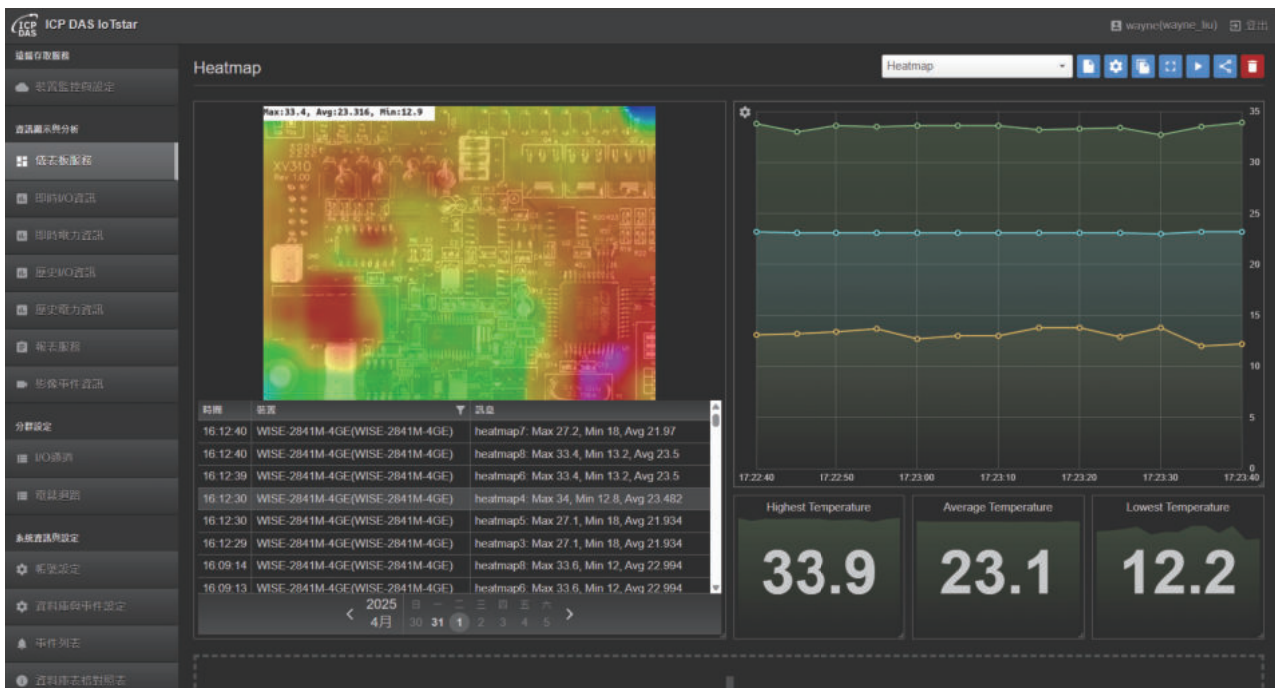 ICP DAS
ICP DAS IoTstar
wayne(wayne_liu)
登出
遠端存取服務
裝置監控與設定
資訊顯示與分析
儀表板服務
即時I/O資訊
即時電力資訊
歷史I/O資訊
歷史電力資訊
報表服務
影像事件資訊
分群設定
I/O通道
電錶迴路
系統資訊與設定
帳號設定
資料庫與事件設定
事件列表
資料庫表格對照表
Heatmap
Heatmap
Max:33.4, Avg:23.316, Min:12.9
XV310
Rev 1.00
時間 裝置 訊息
16:12:40 WISE-2841M-4GE(WISE-2841M-4GE) heatmap7: Max 27.2, Min 18, Avg 21.97
16:12:40 WISE-2841M-4GE(WISE-2841M-4GE) heatmap8: Max 33.4, Min 13.2, Avg 23.5
16:12:39 WISE-2841M-4GE(WISE-2841M-4GE) heatmap6: Max 33.4, Min 13.2, Avg 23.5
16:12:30 WISE-2841M-4GE(WISE-2841M-4GE) heatmap4: Max 34, Min 12.8, Avg 23.482
16:12:30 WISE-2841M-4GE(WISE-2841M-4GE) heatmap5: Max 27.1, Min 18, Avg 21.934
16:12:29 WISE-2841M-4GE(WISE-2841M-4GE) heatmap3: Max 27.1, Min 18, Avg 21.934
16:09:14 WISE-2841M-4GE(WISE-2841M-4GE) heatmap8: Max 33.6, Min 12, Avg 22.994
16:09:13 WISE-2841M-4GE(WISE-2841M-4GE) heatmap6: Max 33.6, Min 12, Avg 22.994
2025 日 一 二 三 四 五 六
4月 30 31 1 2 3 4 5
35
30
25
20
15
10
5
0
17:22:40 17:22:50 17:23:00 17:23:10 17:23:20 17:23:30 17:23:40
Highest Temperature
33.9
Average Temperature
23.1
Lowest Temperature
12.2